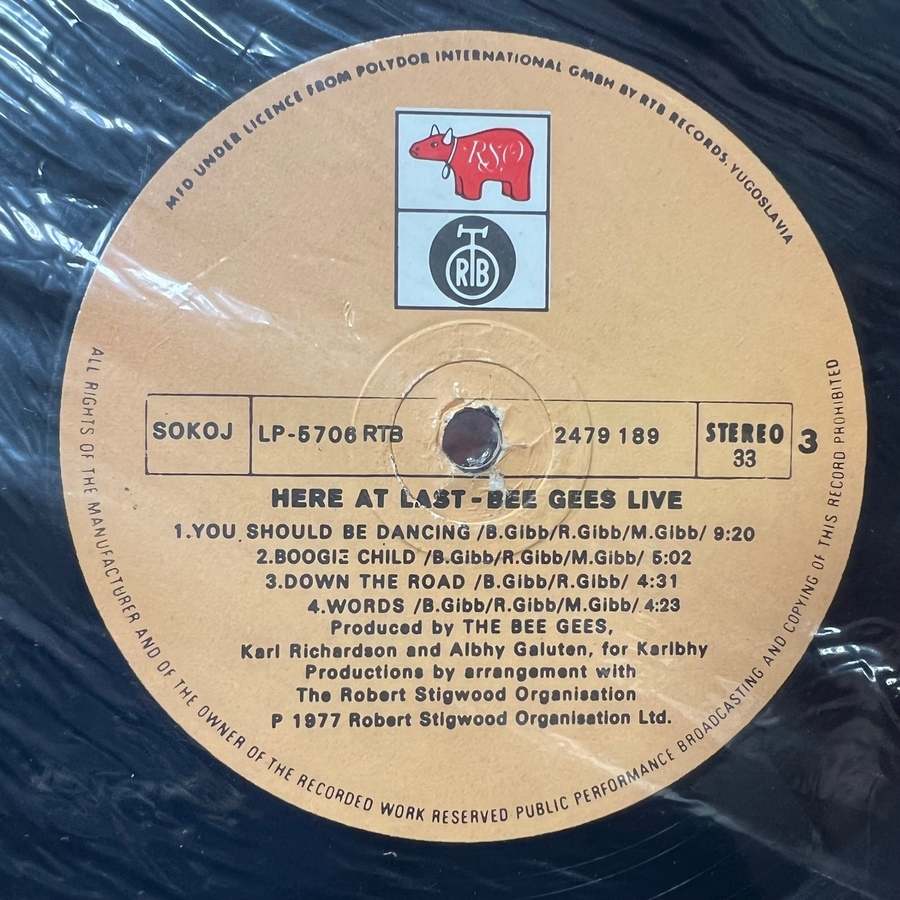 MFD UNDER LICENCE FROM POLYDOR INTERNATIONAL GMBH BY RTB RECORDS, YUGOSLAVIA
RSO
RTB
SOKOJ LP-5706 RTB 2479 189 STEREO 33 3
HERE AT LAST-BEE GEES LIVE
1.YOU SHOULD BE DANCING /B.Gibb/R.Gibb/M.Gibb/ 9:20
2.BOOGIE CHILD /B.Gibb/R.Gibb/M.Gibb/ 5:02
3.DOWN THE ROAD /B.Gibb/R.Gibb/ 4:31
4.WORDS /B.Gibb/R.Gibb/M.Gibb/ 4:23
Produced by THE BEE GEES,
Karl Richardson and Albhy Galuten, for Karlbhy
Productions by arrangement with
The Robert Stigwood Organisation
P 1977 Robert Stigwood Organisation Ltd.
ALL RIGHTS OF THE MANUFACTURER AND OF THE OWNER OF THE RECORDED WORK RESERVED PUBLIC PERFORMANCE BROADCASTING AND COPYING OF THIS RECORD PROHIBITED